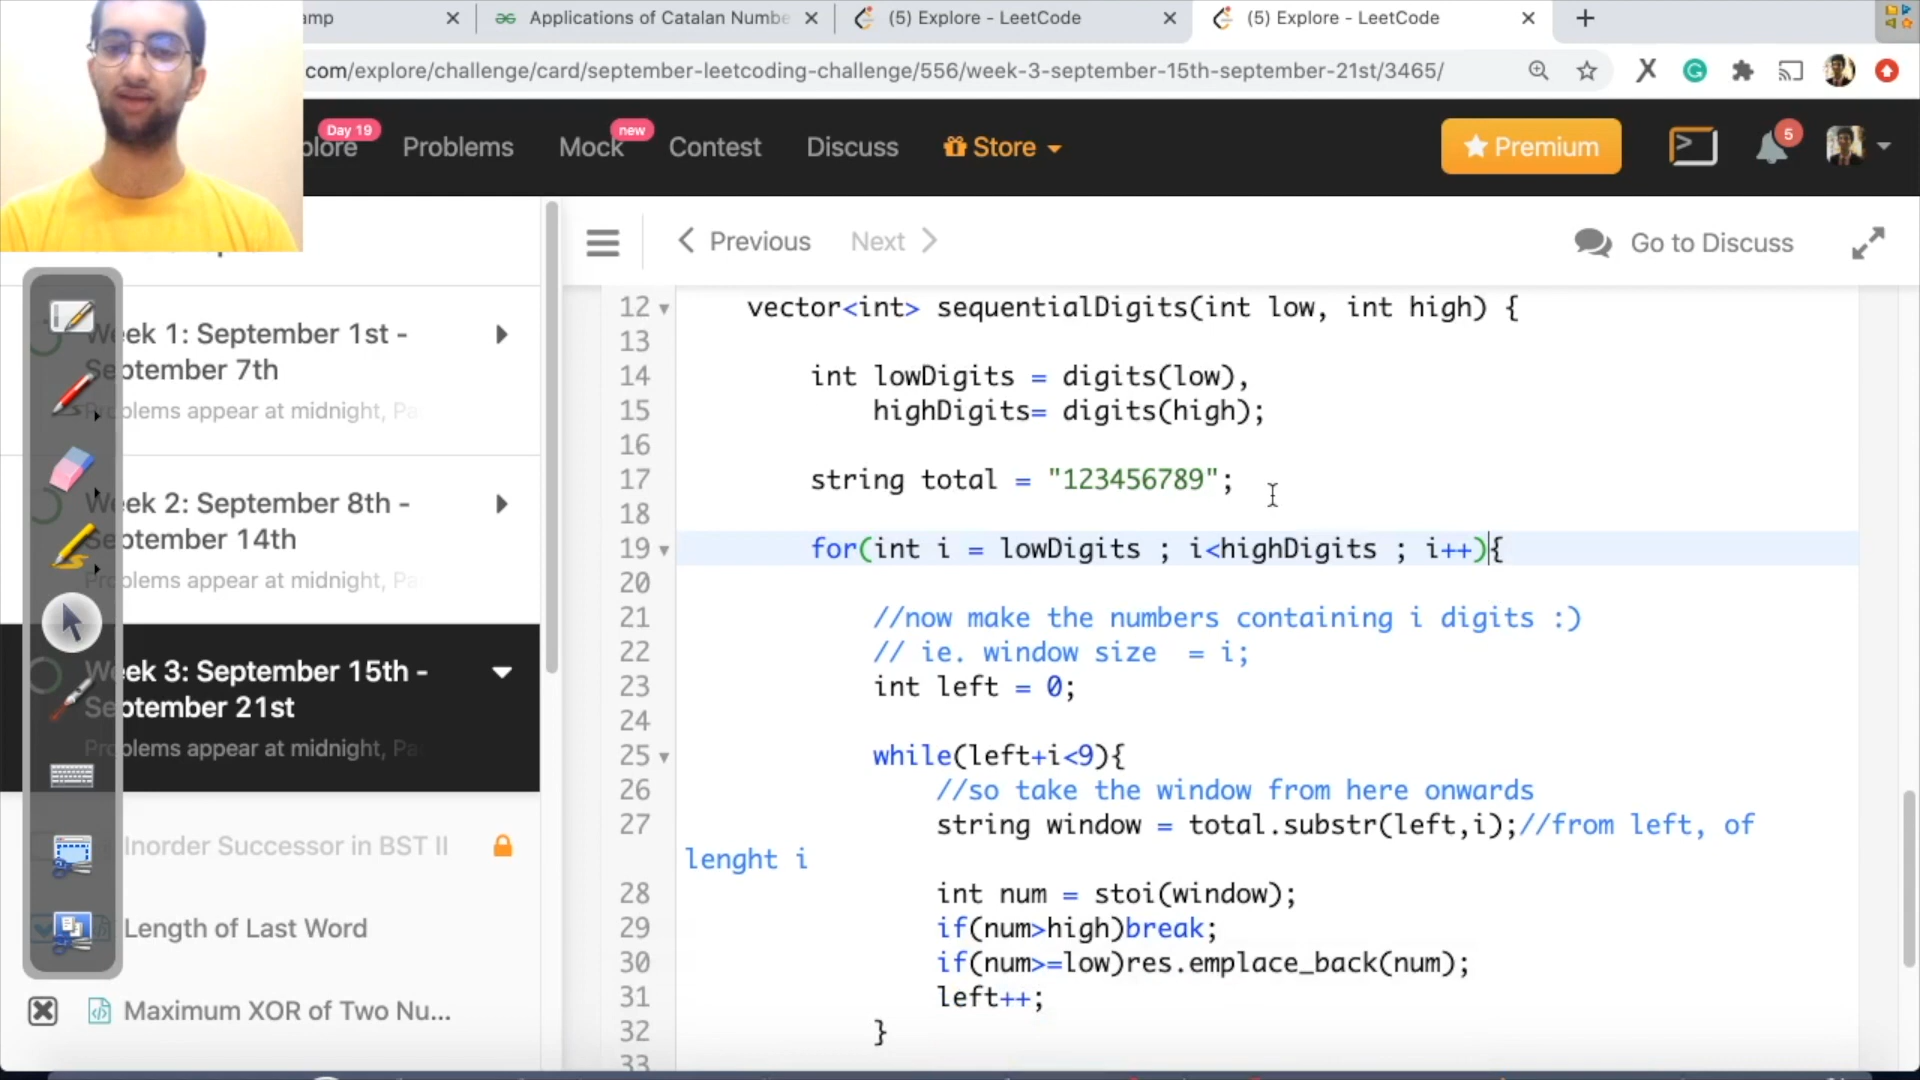 amp
Applications of Catalan Numbe
(5) Explore - LeetCode
(5) Explore - LeetCode
com/explore/challenge/card/september-leetcoding-challenge/556/week-3-september-15th-september-21st/3465/
plore
Day 19
Problems
Mock
new
Contest
Discuss
Store
Premium
5
Previous
Next
Go to Discuss
Week 1: September 1st -
September 7th
Problems appear at midnight, Pa
Week 2: September 8th -
September 14th
Problems appear at midnight, Pa
Week 3: September 15th -
September 21st
Problems appear at midnight, Pa
Inorder Successor in BST II
Length of Last Word
Maximum XOR of Two Nu...
12 vector<int> sequentialDigits(int low, int high) {
13
14 int lowDigits = digits(low),
15 highDigits= digits(high);
16
17 string total = "123456789";
18
19 for(int i = lowDigits ; i<highDigits ; i++){
20
21 //now make the numbers containing i digits :)
22 // ie. window size  = i;
23 int left = 0;
24
25 while(left+i<9){
26 //so take the window from here onwards
27 string window = total.substr(left,i);//from left, of
lenght i
28 int num = stoi(window);
29 if(num>high)break;
30 if(num>=low)res.emplace_back(num);
31 left++;
32 }
33